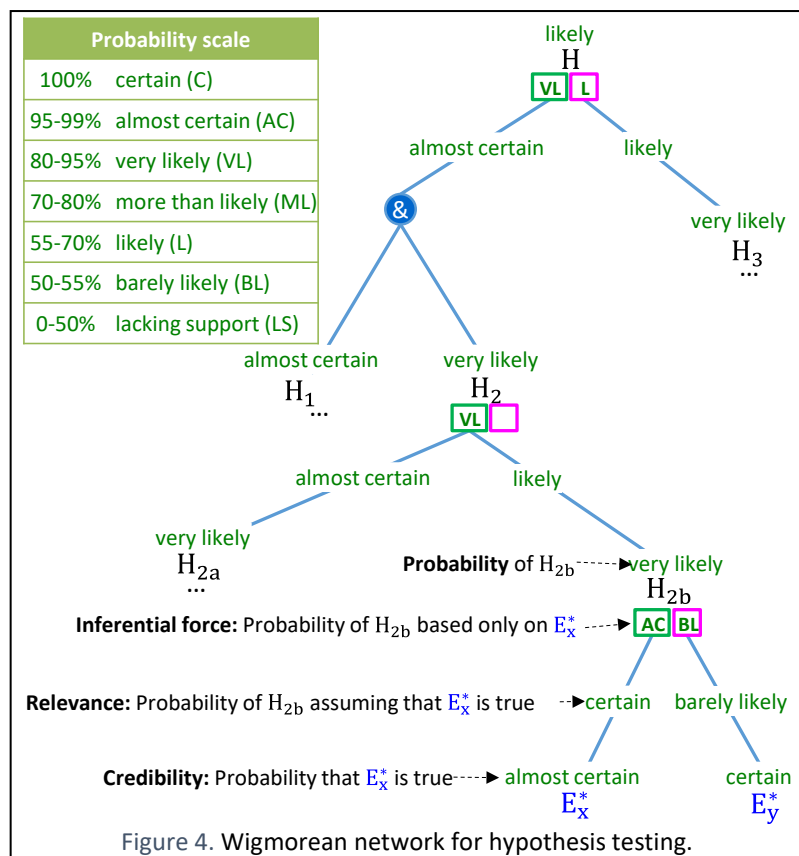 Probability scale
100% certain (C)
95-99% almost certain (AC)
80-95% very likely (VL)
70-80% more than likely (ML)
55-70% likely (L)
50-55% barely likely (BL)
0-50% lacking support (LS)
likely
H
VL L
almost certain likely
&
very likely
H₃
...
almost certain very likely
H₁ H₂
...
VL
almost certain likely
very likely
H₂ₐ
...
Probability of H₂b very likely
H₂b
Inferential force: Probability of H₂b based only on Eₓ* AC BL
Relevance: Probability of H₂b assuming that Eₓ* is true certain barely likely
Credibility: Probability that Eₓ* is true almost certain certain
Eₓ* E_y*
Figure 4. Wigmorean network for hypothesis testing.